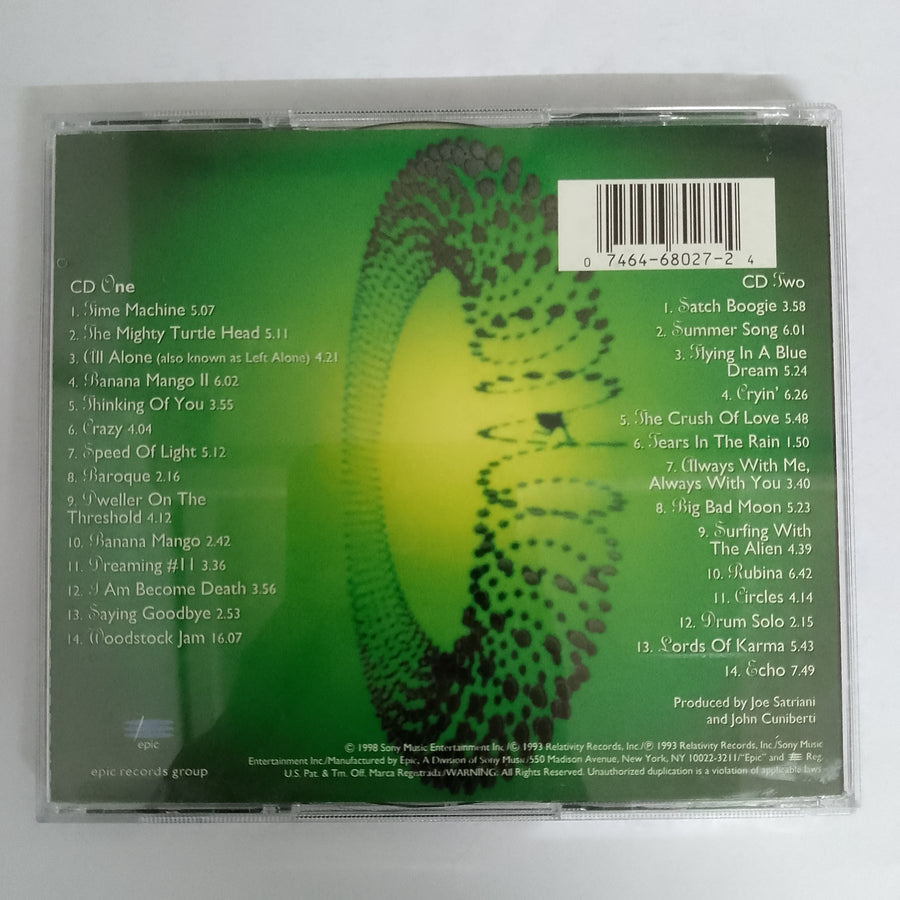 0 7464-68027-2 4
CD One
1. Time Machine 5.07
2. The Mighty Turtle Head 5.11
3. All Alone (also known as Left Alone) 4.21
4. Banana Mango II 6.02
5. Thinking Of You 3.55
6. Crazy 4.04
7. Speed Of Light 5.12
8. Baroque 2.16
9. Dweller On The
Threshold 4.12
10. Banana Mango 2.42
11. Dreaming #11 3.36
12. I Am Become Death 3.56
13. Saying Goodbye 2.53
14. Woodstock Jam 16.07
CD Two
1. Satch Boogie 3.58
2. Summer Song 6.01
3. Flying In A Blue
Dream 5.24
4. Cryin' 6.26
5. The Crush Of Love 5.48
6. Tears In The Rain 1.50
7. Always With Me,
Always With You 3.40
8. Big Bad Moon 5.23
9. Surfing With
The Alien 4.39
10. Rubina 6.42
11. Circles 4.14
12. Drum Solo 2.15
13. Lords Of Karma 5.43
14. Echo 7.49
Produced by Joe Satriani
and John Cuniberti
epic
epic records group
© 1998 Sony Music Entertainment Inc./© 1993 Relativity Records, Inc./℗ 1993 Relativity Records, Inc./Sony Music
Entertainment Inc./Manufactured by Epic, A Division of Sony Music/550 Madison Avenue, New York, NY 10022-3211/"Epic" and Reg.
U.S. Pat. & Tm. Off. Marca Registrada/WARNING: All Rights Reserved. Unauthorized duplication is a violation of applicable laws